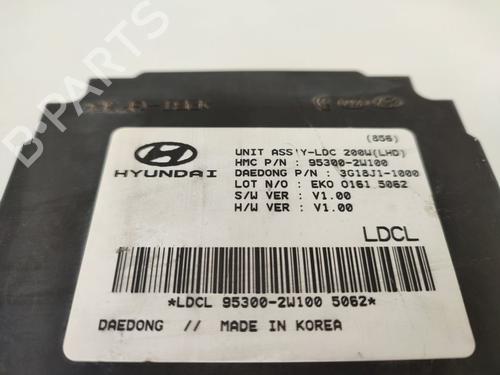 (856)
UNIT ASS'Y-LDC 200W(LHD)
HMC P/N : 95300-2W100
HYUNDAI
DAEDONG P/N : 3G18J1-1000
LOT N/O : EKO 0161 5062
S/W VER : V1.00
H/W VER : V1.00
LDCL
*LDCL 95300-2W100 5062*
DAEDONG // MADE IN KOREA